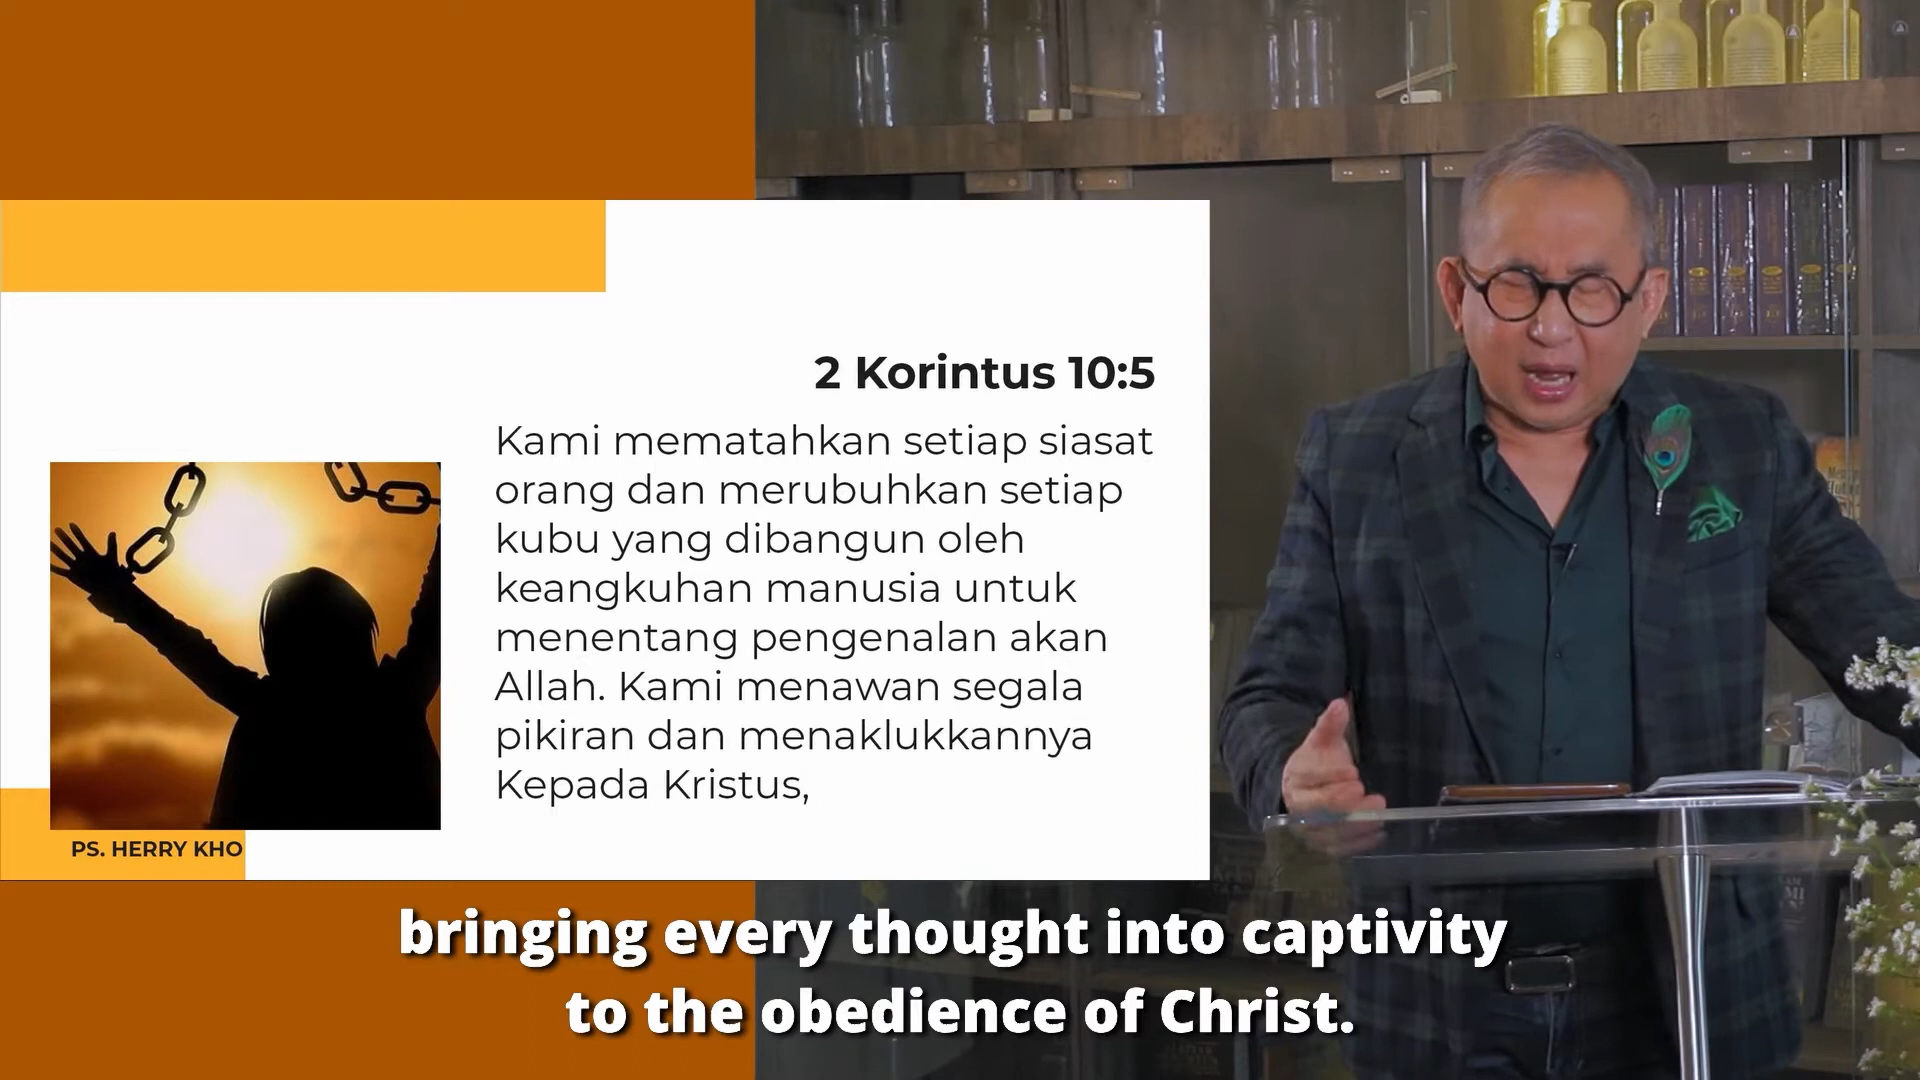 2 Korintus 10:5
Kami mematahkan setiap siasat
orang dan merubuhkan setiap
kubu yang dibangun oleh
keangkuhan manusia untuk
menentang pengenalan akan
Allah. Kami menawan segala
pikiran dan menaklukkannya
Kepada Kristus,
PS. HERRY KHO
bringing every thought into captivity
to the obedience of Christ.